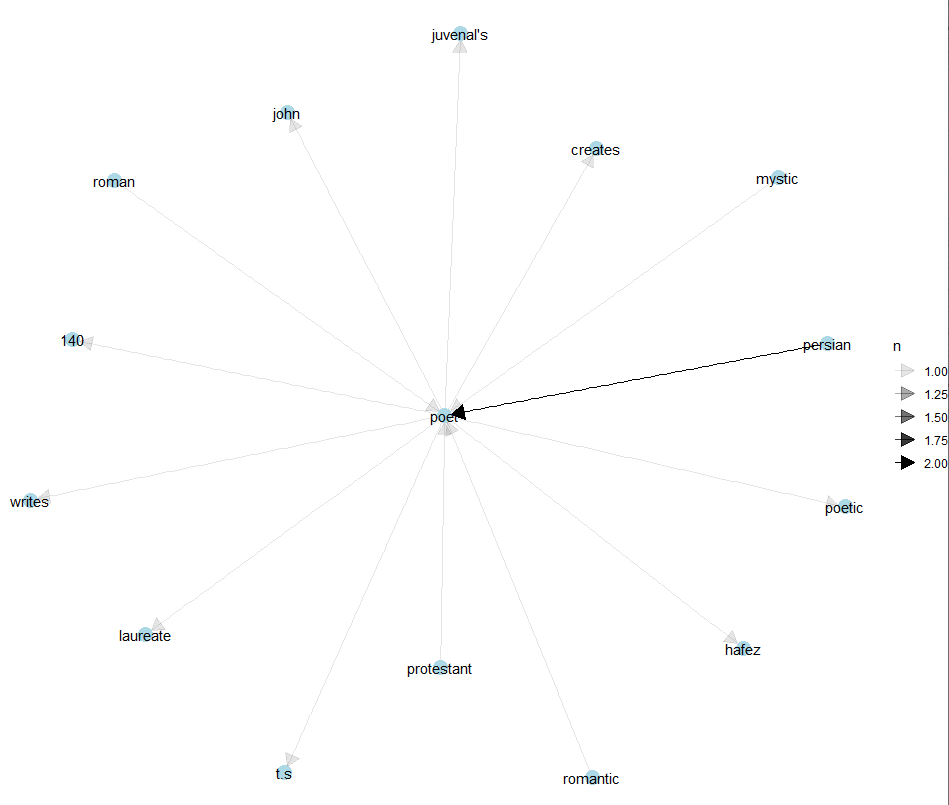 juvenal's
john
creates
mystic
roman
140
persian
n
1.00
1.25
1.50
1.75
2.00
poet
writes
poetic
laureate
protestant
hafez
t.s
romantic